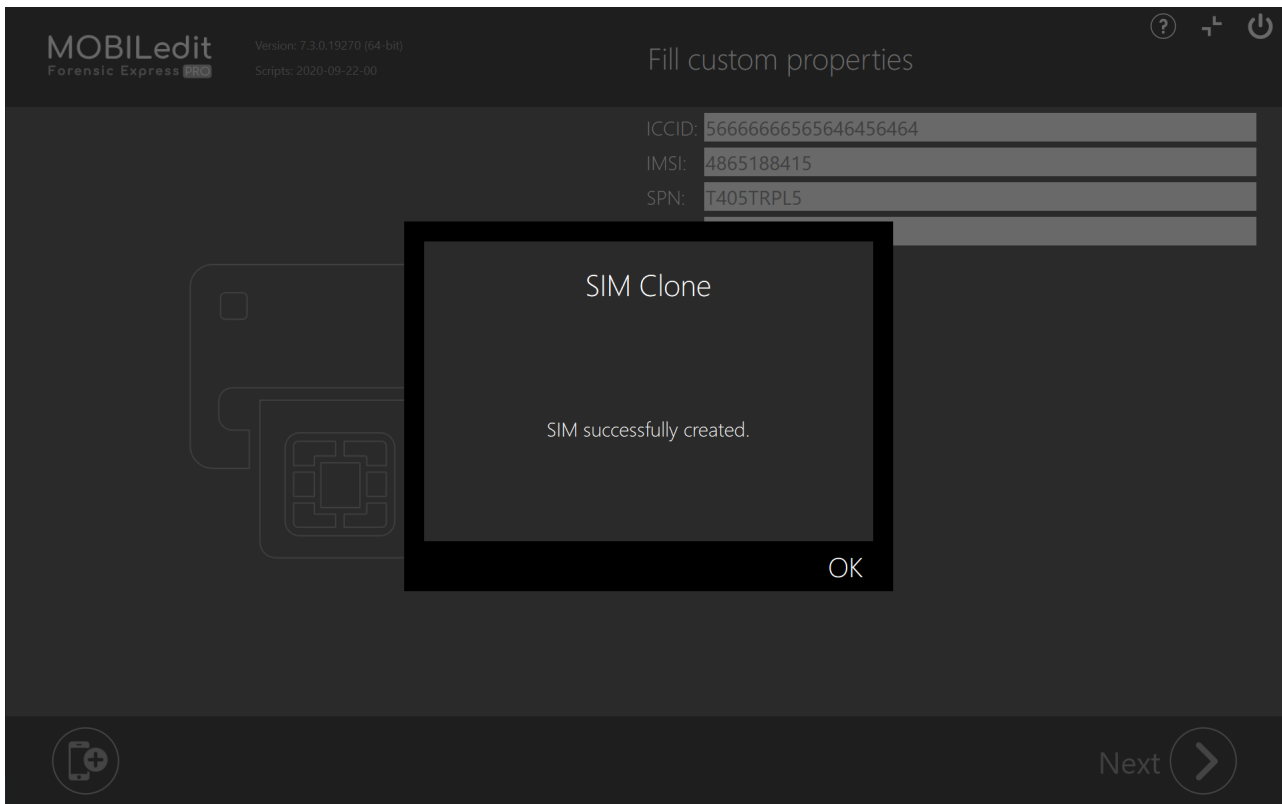 MOBILedit
Forensic Express PRO
Version: 7.3.0.19270 (64-bit)
Scripts: 2020-09-22-00
Fill custom properties
?
ICCID: 56666666565646456464
IMSI: 4865188415
SPN: T405TRPL5
SIM Clone
SIM successfully created.
OK
Next